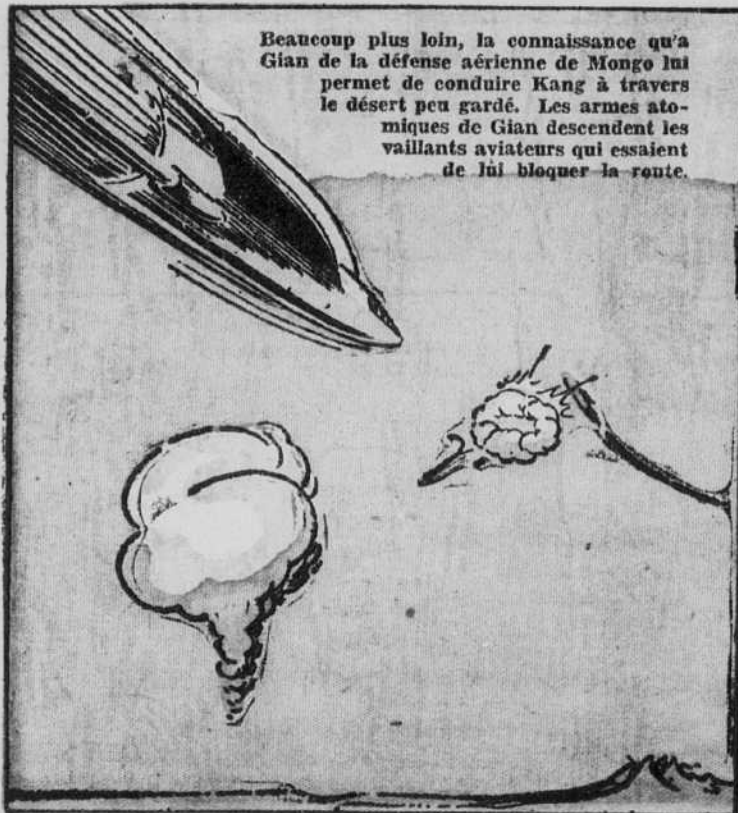 Beaucoup plus loin, la connaissance qu'a
Gian de la défense aérienne de Mongo lui
permet de conduire Kang à travers
le désert peu gardé. Les armes ato-
miques de Gian descendent les
vaillants aviateurs qui essaient
de lui bloquer la route.